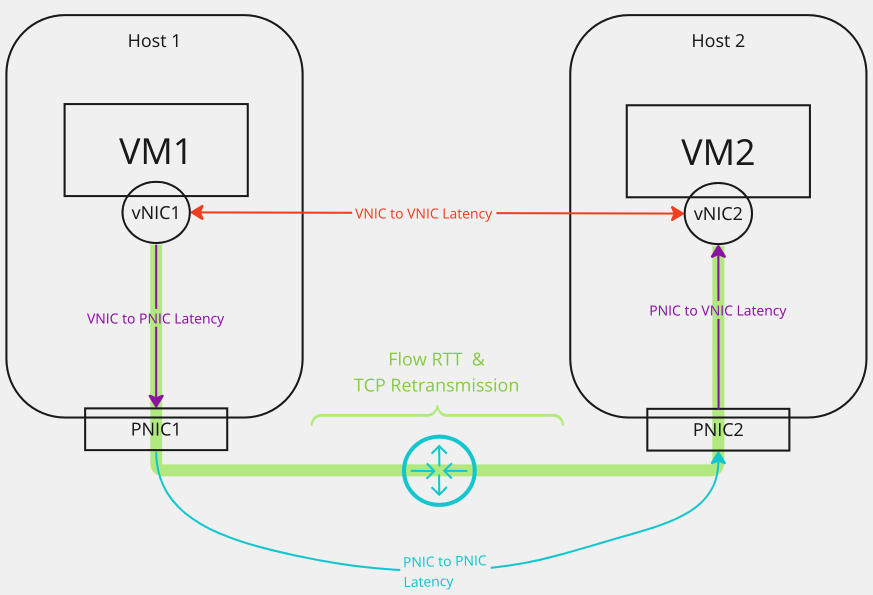 Host 1
Host 2
VM1
VM2
vNIC1
vNIC2
VNIC to VNIC Latency
VNIC to PNIC Latency
PNIC to VNIC Latency
Flow RTT &
TCP Retransmission
PNIC1
PNIC2
PNIC to PNIC
Latency